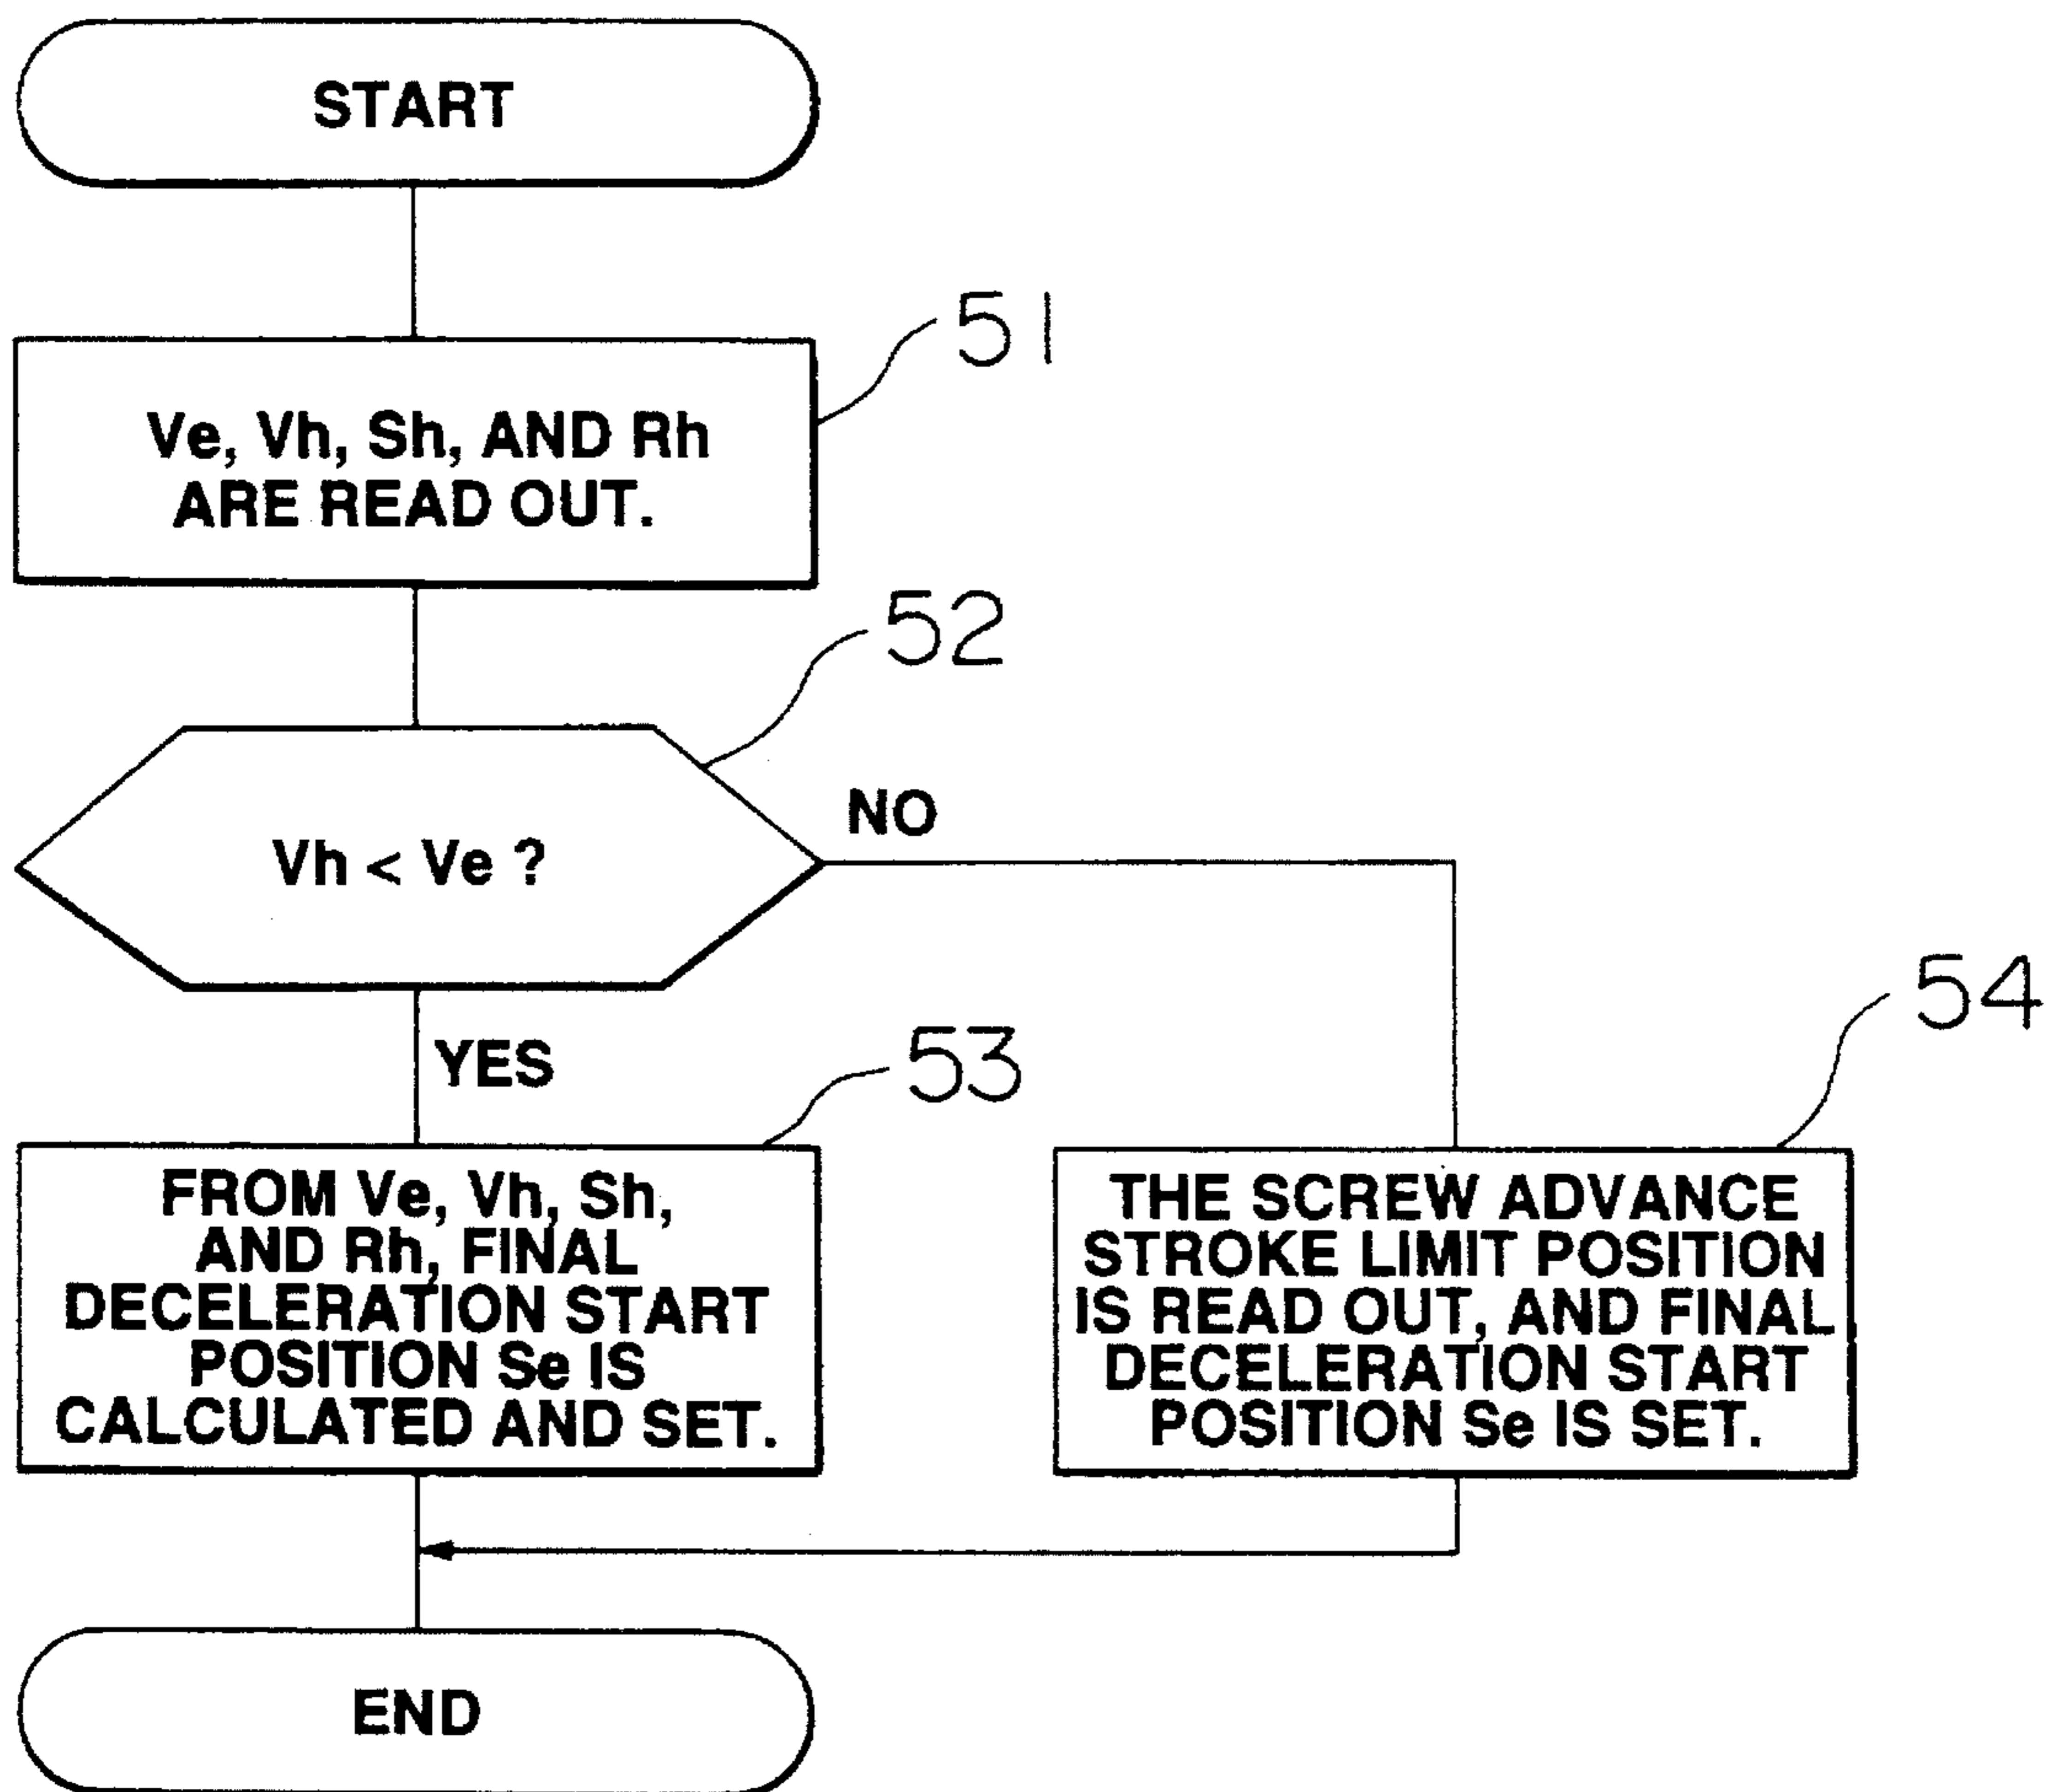 START
51
Ve, Vh, Sh, AND Rh
ARE READ OUT.
52
Vh < Ve ?
NO
YES
53
FROM Ve, Vh, Sh,
AND Rh, FINAL
DECELERATION START
POSITION Se IS
CALCULATED AND SET.
54
THE SCREW ADVANCE
STROKE LIMIT POSITION
IS READ OUT, AND FINAL
DECELERATION START
POSITION Se IS SET.
END